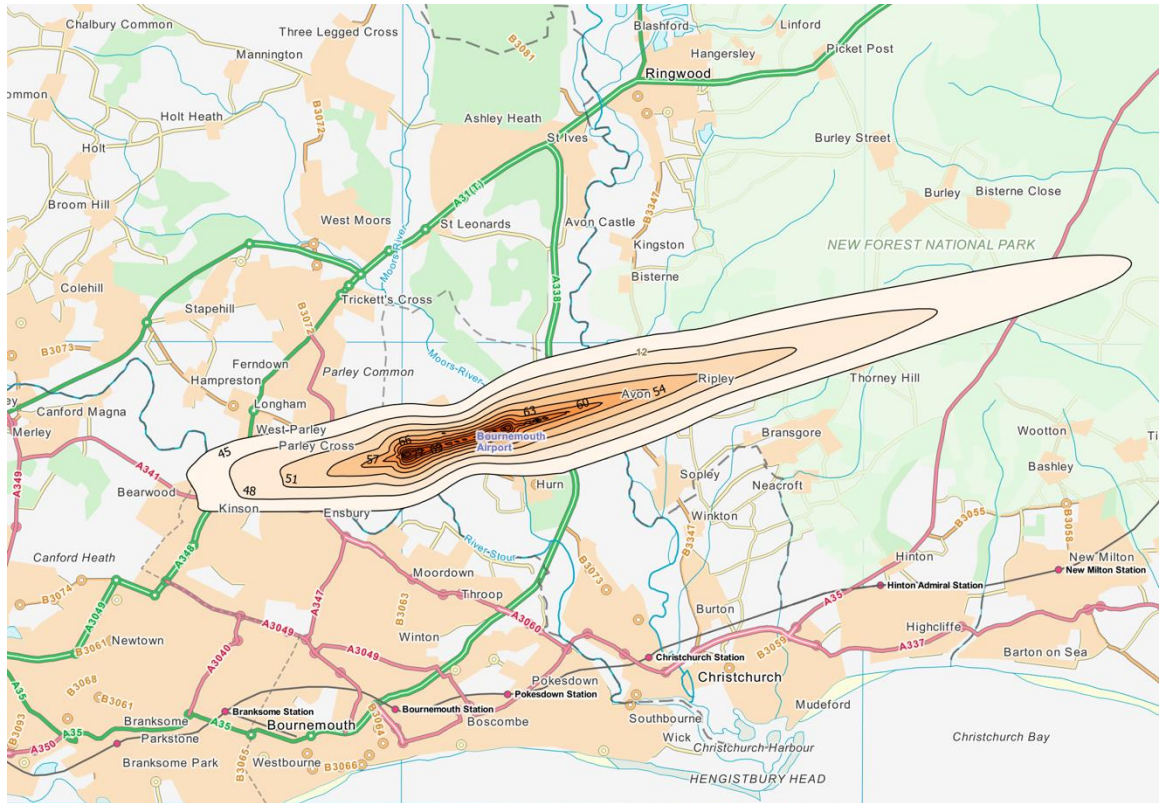 Chalbury Common
Three Legged Cross
B3081
Blashford
Linford
Hangersley
Picket Post
Mannington
Ringwood
ommon
B3072
Holt Heath
Ashley Heath
St Ives
Burley Street
Holt
A31(T)
B3347
Burley
Bisterne Close
Broom Hill
West Moors
St Leonards
Avon Castle
Moors-River
Kingston
NEW FOREST NATIONAL PARK
Bisterne
A338
Colehill
Trickett's Cross
Stapehill
B3072
B3073
Moors-River
12
Ferndown
Parley Common
Hampreston
Ripley
Thorney Hill
54
Avon
60
Canford Magna
Longham
63
ey
Merley
West-Parley
66
Bournemouth
Airport
Bransgore
Wootton
Ti
Parley Cross
45
57
A341
A349
51
Sopley
Bashley
Bearwood
48
Hurn
Neacroft
Kinson
Ensbury
Winkton
B3055
B3058
River-Stour
B3347
Canford Heath
A348
Hinton
New Milton
New Milton Station
B3074
Moordown
B3073
Hinton Admiral Station
A3049
A347
Throop
B3063
Burton
A35
A3060
Highcliffe
Newtown
B3061
A3049
Winton
A337
A3040
A3049
B3059
Barton on Sea
Christchurch Station
Christchurch
B3068
B3061
Pokesdown
Pokesdown Station
A35
Mudeford
Branksome Station
Bournemouth Station
B3093
Branksome
A35
Bournemouth
Boscombe
Southbourne
A35
B3064
Wick
Christchurch Bay
A350
Parkstone
Christchurch Harbour
Branksome Park
B3065
Westbourne
B3066
HENGISTBURY HEAD